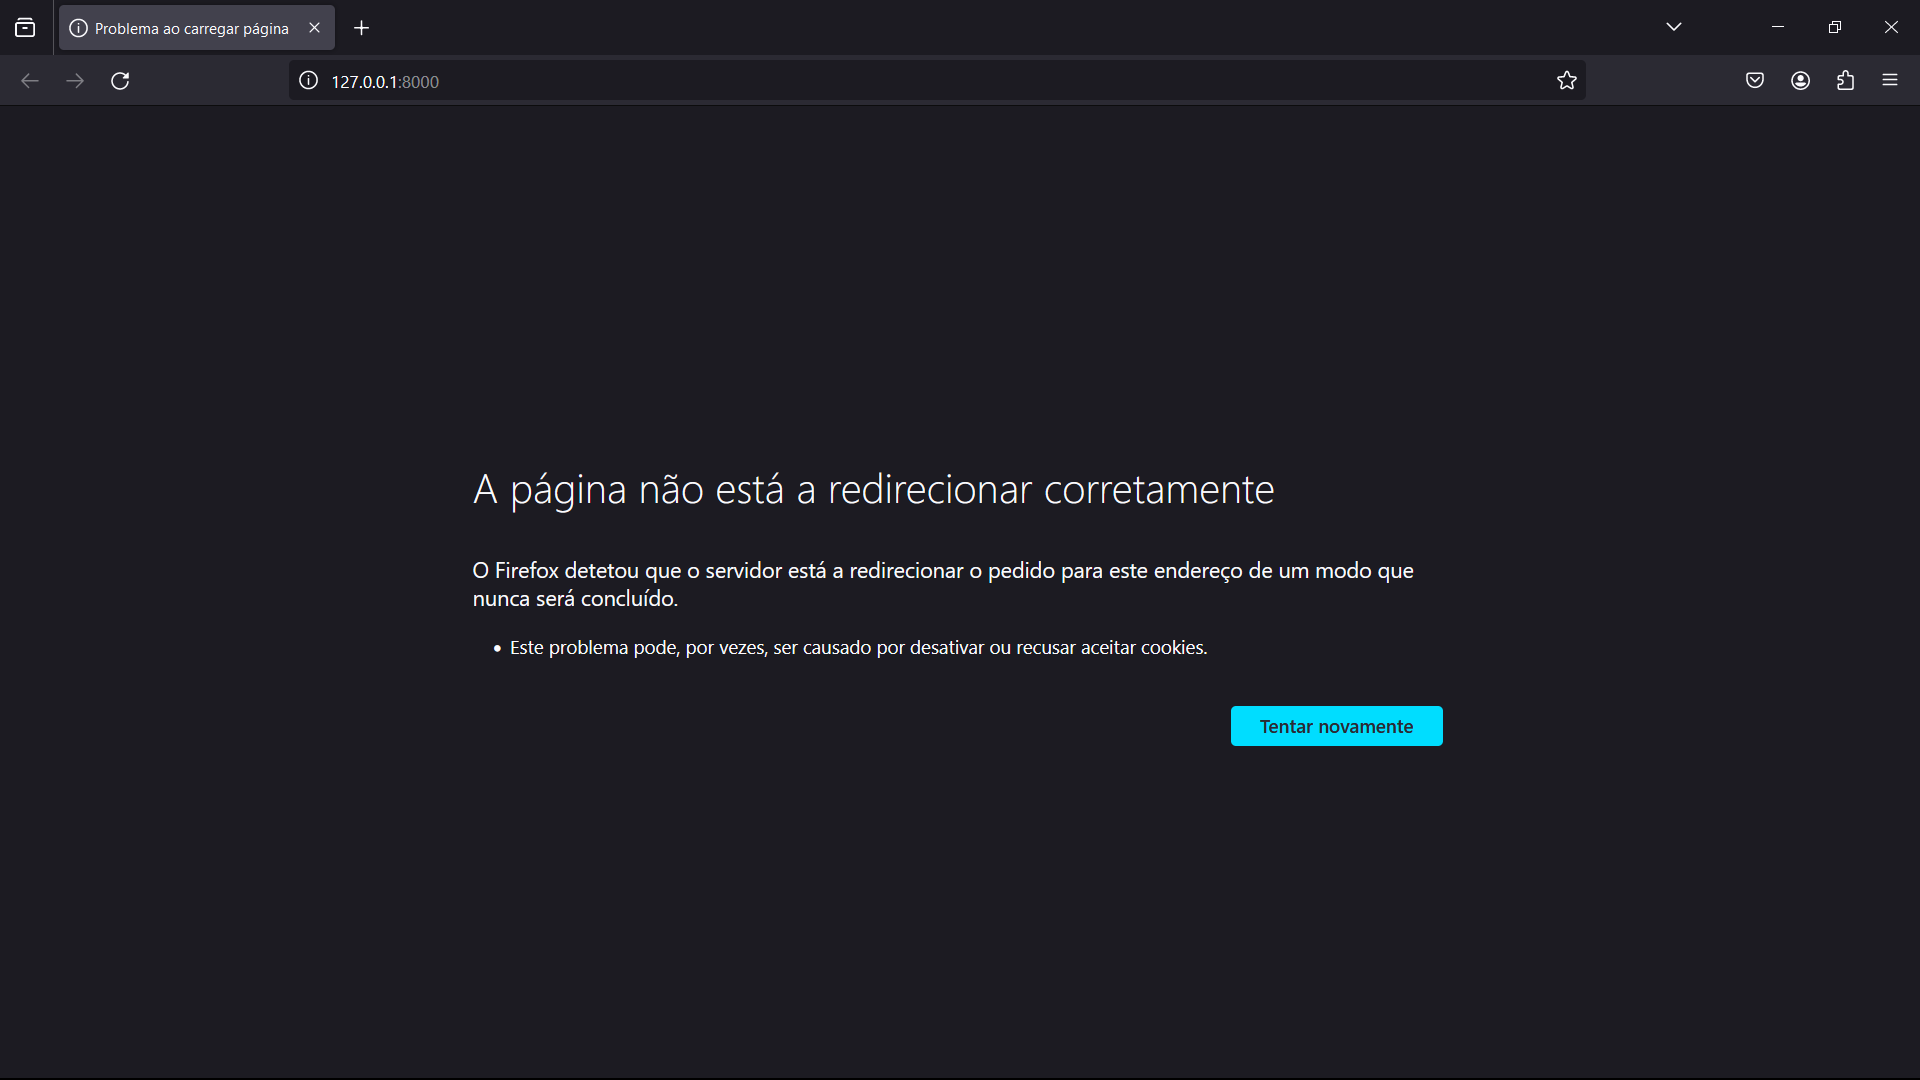 Problema ao carregar página
127.0.0.1:8000
A página não está a redirecionar corretamente
O Firefox detetou que o servidor está a redirecionar o pedido para este endereço de um modo que
nunca será concluído.
• Este problema pode, por vezes, ser causado por desativar ou recusar aceitar cookies.
Tentar novamente